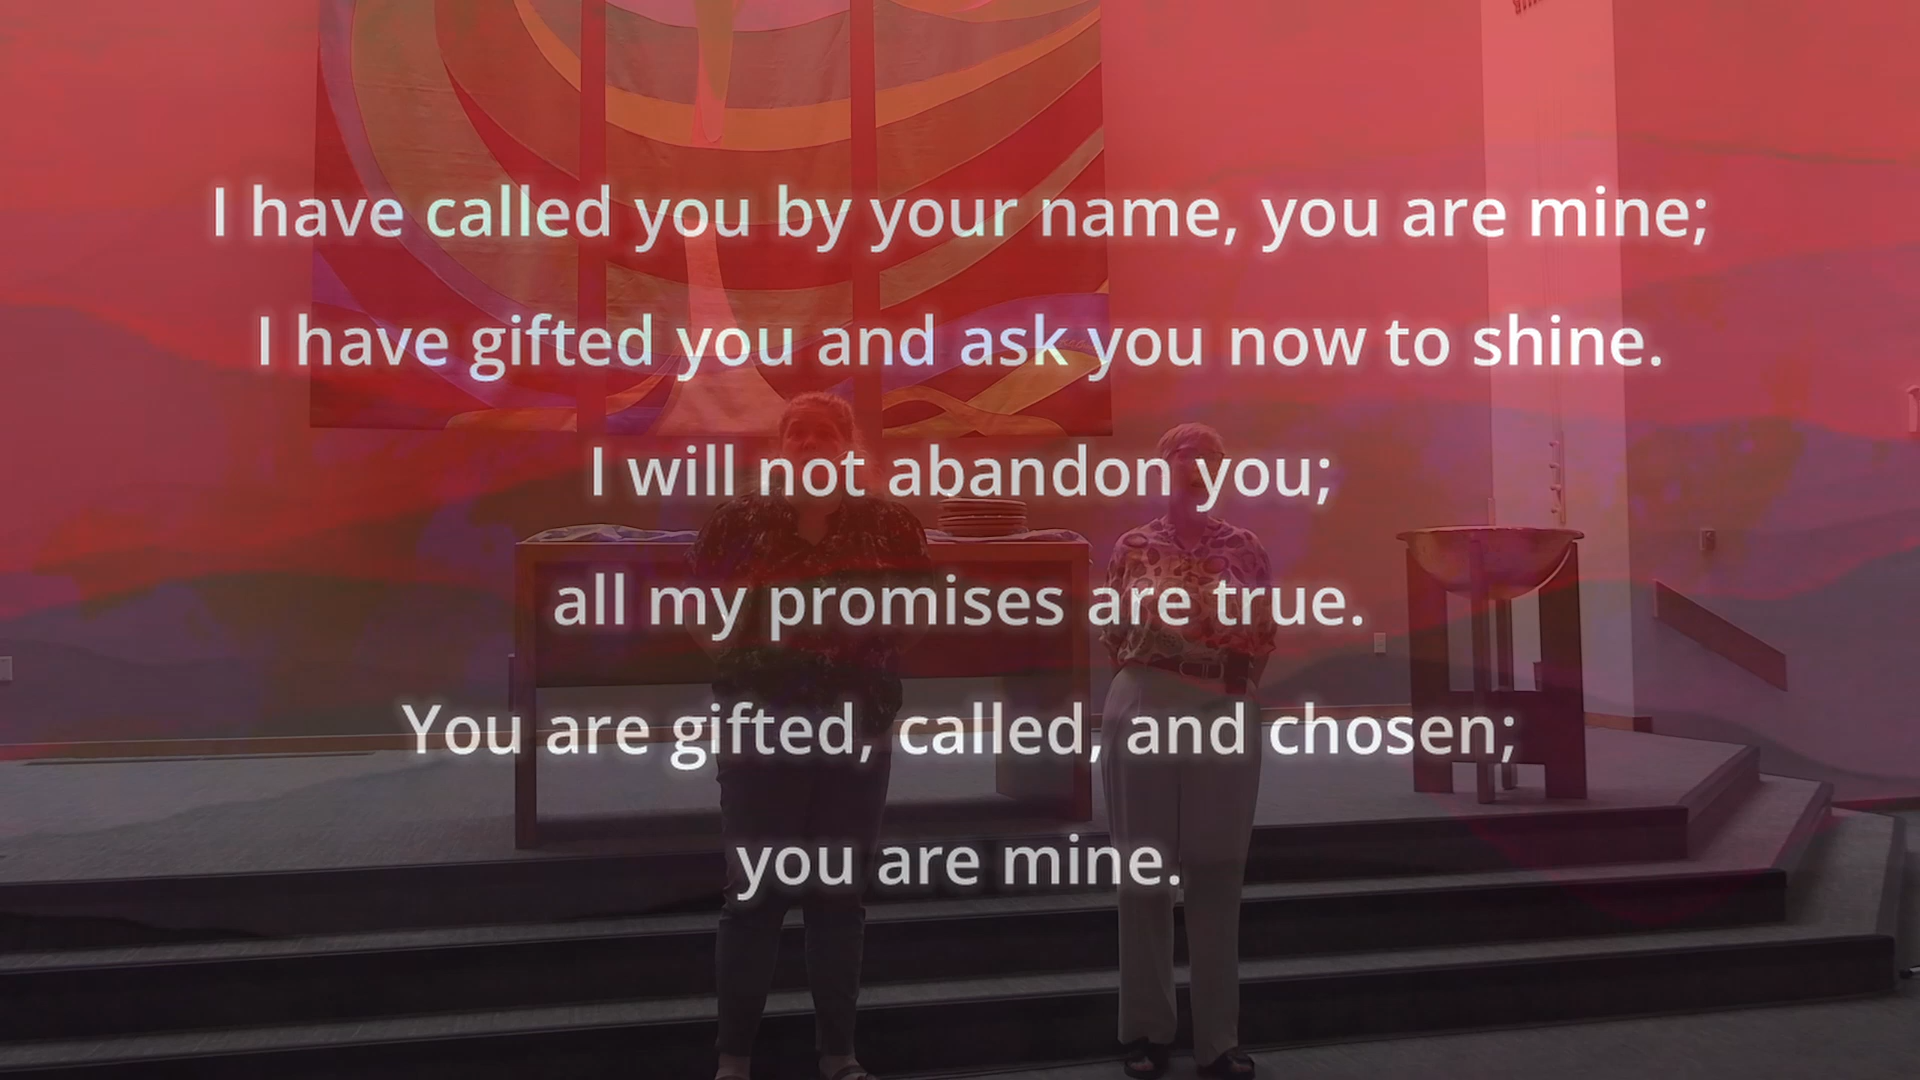 I have called you by your name, you are mine;
I have gifted you and ask you now to shine.
I will not abandon you;
all my promises are true.
You are gifted, called, and chosen;
you are mine.